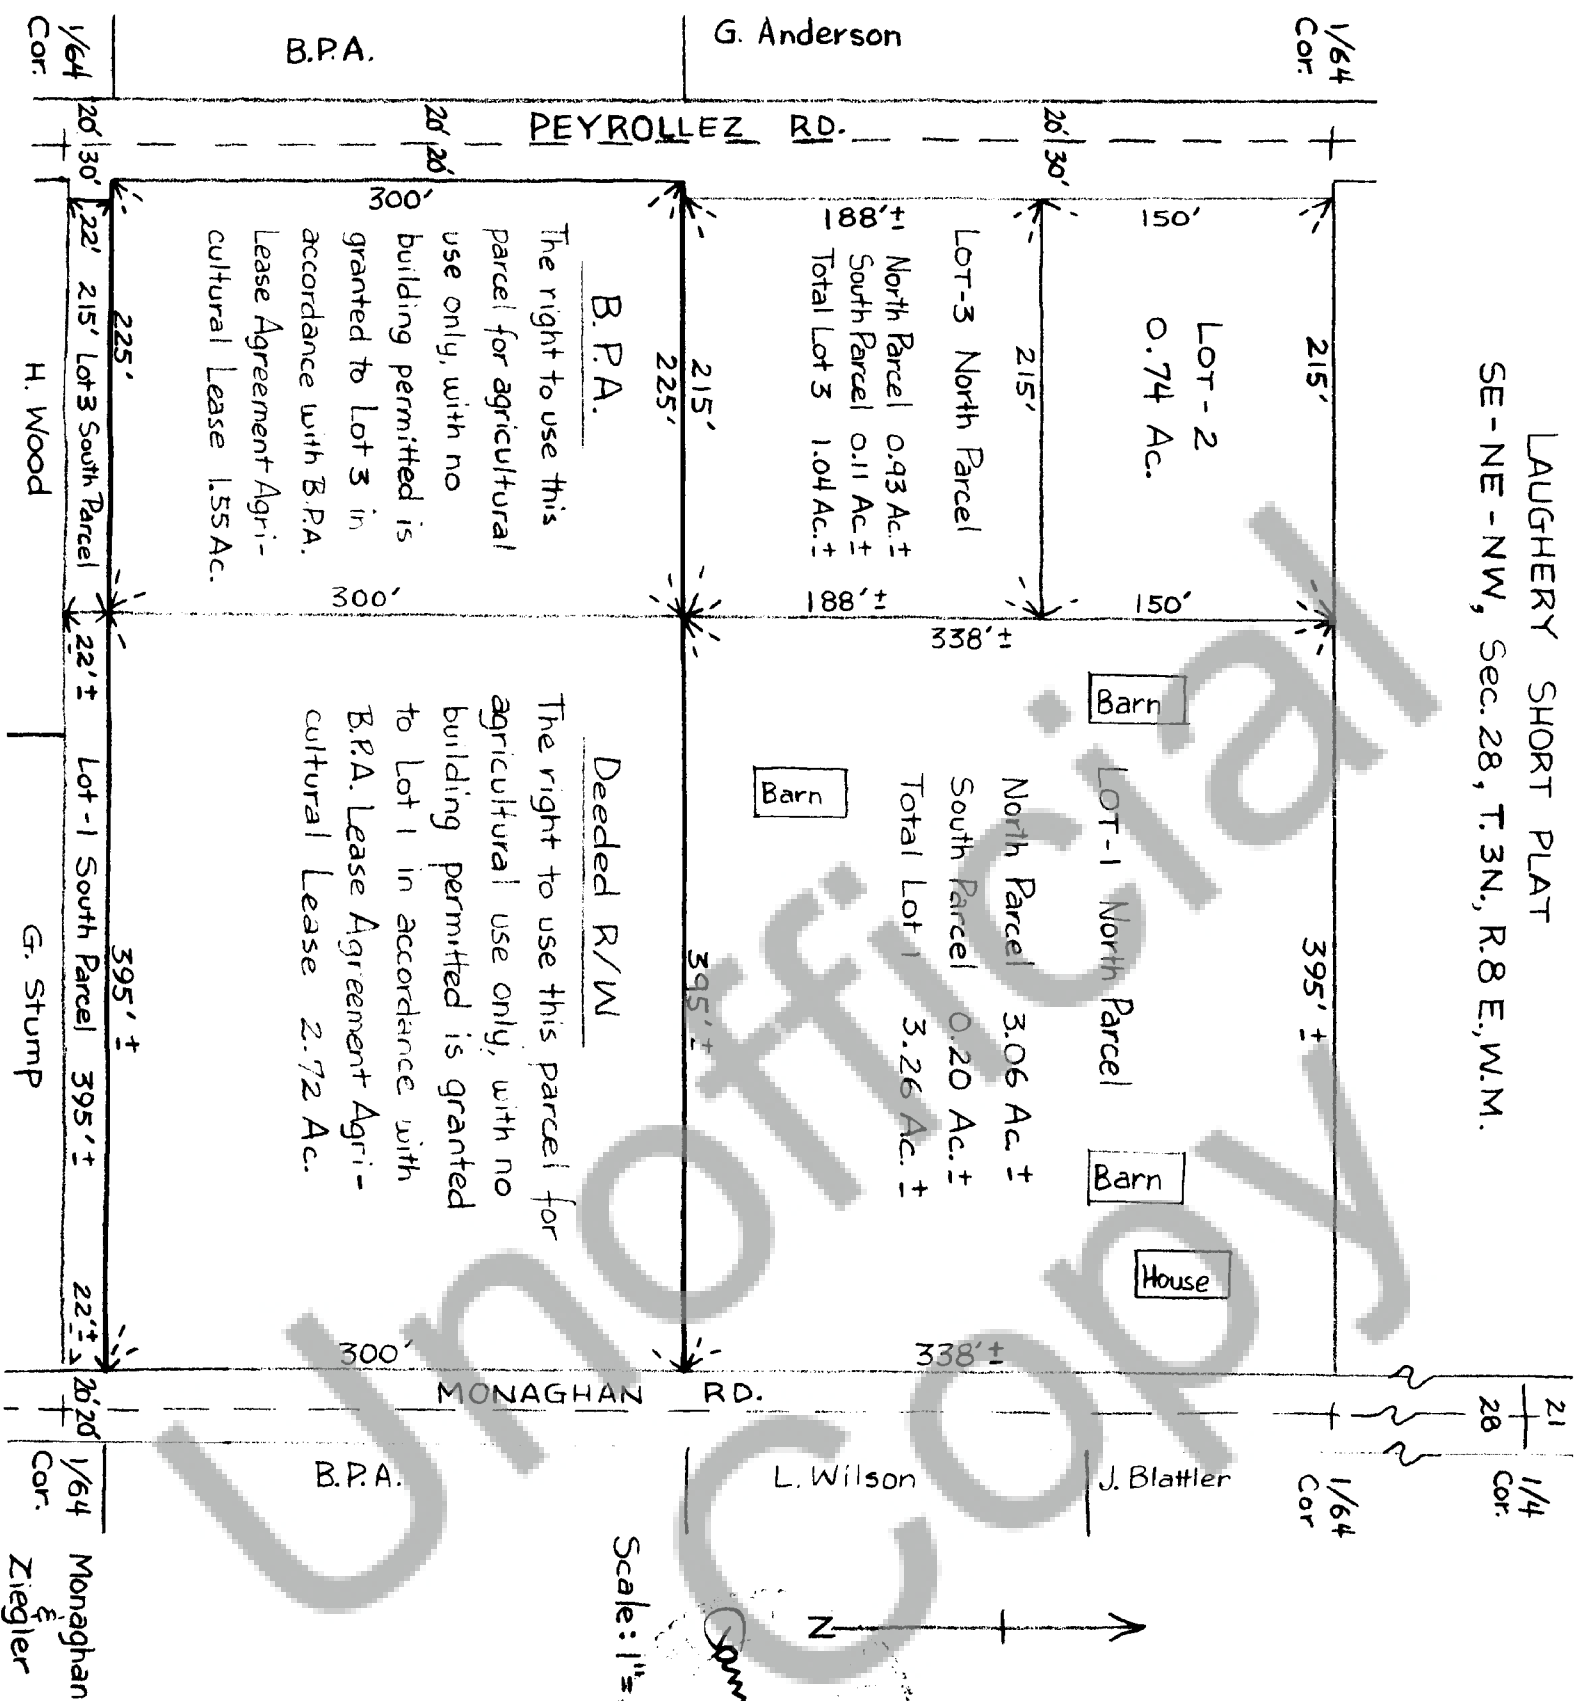 LAUGHERY SHORT PLAT
SE-NE-NW, Sec. 28, T.3N., R.8E., W.M.
1/64
Cor.
B.P.A.
G. Anderson
1/64
Cor.
PEYROLLEZ RD.
20' 30'
20' 20'
20' 30'
300'
188'±
150'
22' 215' Lot 3 South Parcel
225'
B.P.A.
The right to use this
parcel for agricultural
use only, with no
building permitted is
granted to Lot 3 in
accordance with B.P.A.
Lease Agreement Agri-
cultural Lease 1.55 Ac.
225'
215'
LOT-3 North Parcel
North Parcel 0.93 Ac.±
South Parcel 0.11 Ac±
Total Lot 3 1.04 Ac.±
215'
LOT-2
0.74 Ac.
215'
H. Wood
300'
188'±
150'
338'±
22'± Lot-1 South Parcel 395'±
22'±
395'±
Deeded R/W
The right to use this parcel for
agricultural use only, with no
building permitted is granted
to Lot 1 in accordance with
B.P.A. Lease Agreement Agri-
cultural Lease 2.72 Ac.
395'±
Barn
Barn
LOT-1 North Parcel
North Parcel 3.06 Ac.±
South Parcel 0.20 Ac.±
Total Lot 1 3.26 Ac.±
Barn
House
395'±
G. Stump
300'
338'±
MONAGHAN RD.
20' 20'
21
28
1/4
Cor.
1/64
Cor.
B.P.A.
L. Wilson
J. Blattler
1/64
Cor
Monaghan
&
Ziegler
Scale: 1"=
N
Unofficial
Copy